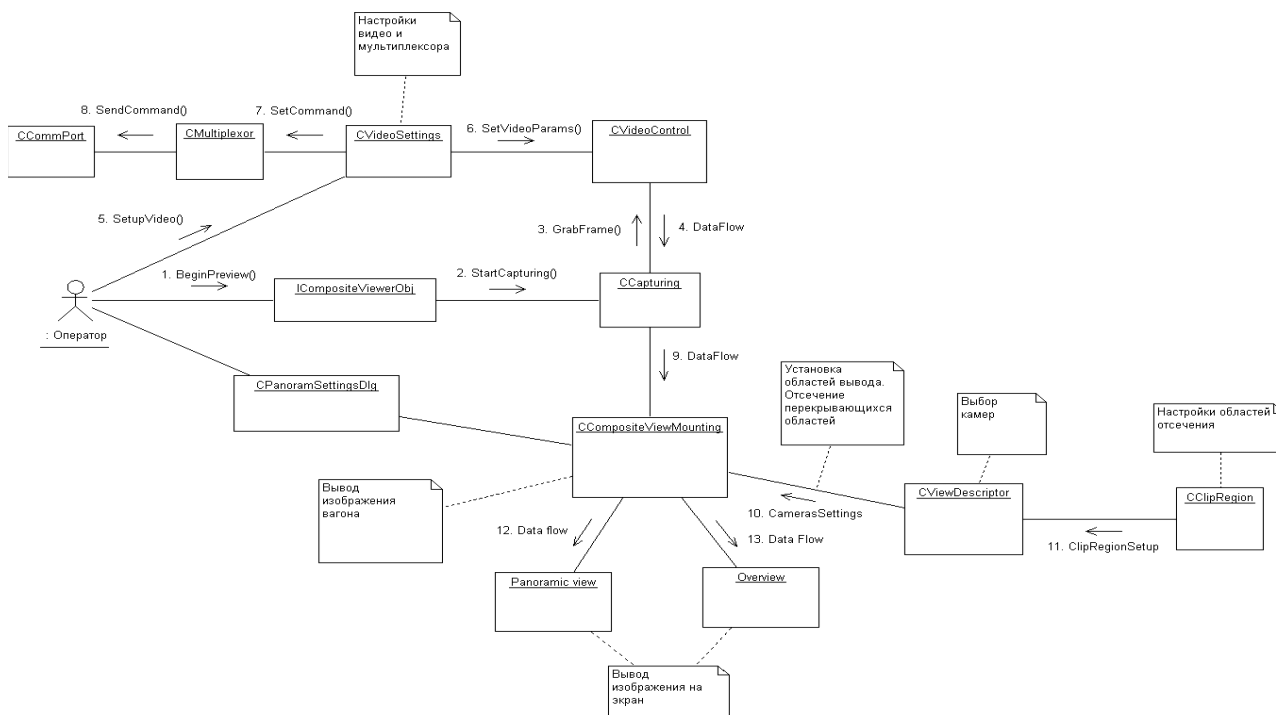 Настройки
видео и
мультиплексора
8. SendCommand()
7. SetCommand()
CCommPort
CMultiplexor
CVideoSettings
6. SetVideoParams()
CVideoControl
5. SetupVideo()
3. GrabFrame()
4. DataFlow
1. BeginPreview()
2. StartCapturing()
ICompositeViewerObj
CCapturing
: Оператор
9. DataFlow
CPanoramSettingsDlg
Установка
областей вывода.
Отсечение
перекрывающихся
областей
Выбор
камер
Настройки областей
отсечения
CCompositeViewMounting
Вывод
изображения
вагона
CViewDescriptor
CClipRegion
10. CamerasSettings
11. ClipRegionSetup
12. Data flow
13. Data Flow
Panoramic view
Overview
Вывод
изображения на
экран